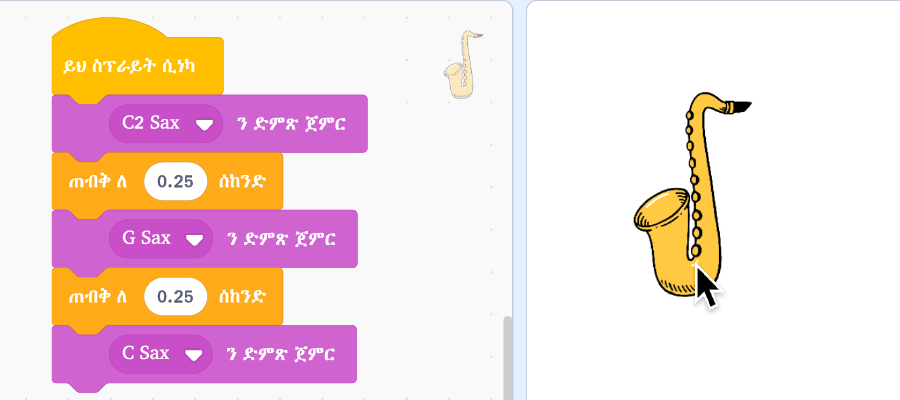 ይህ ስፕራይት ሲነካ
C2 Sax ን ድምጽ ጀምር
ጠብቅ ለ 0.25 ሰከንድ
G Sax ን ድምጽ ጀምር
ጠብቅ ለ 0.25 ሰከንድ
C Sax ን ድምጽ ጀምር